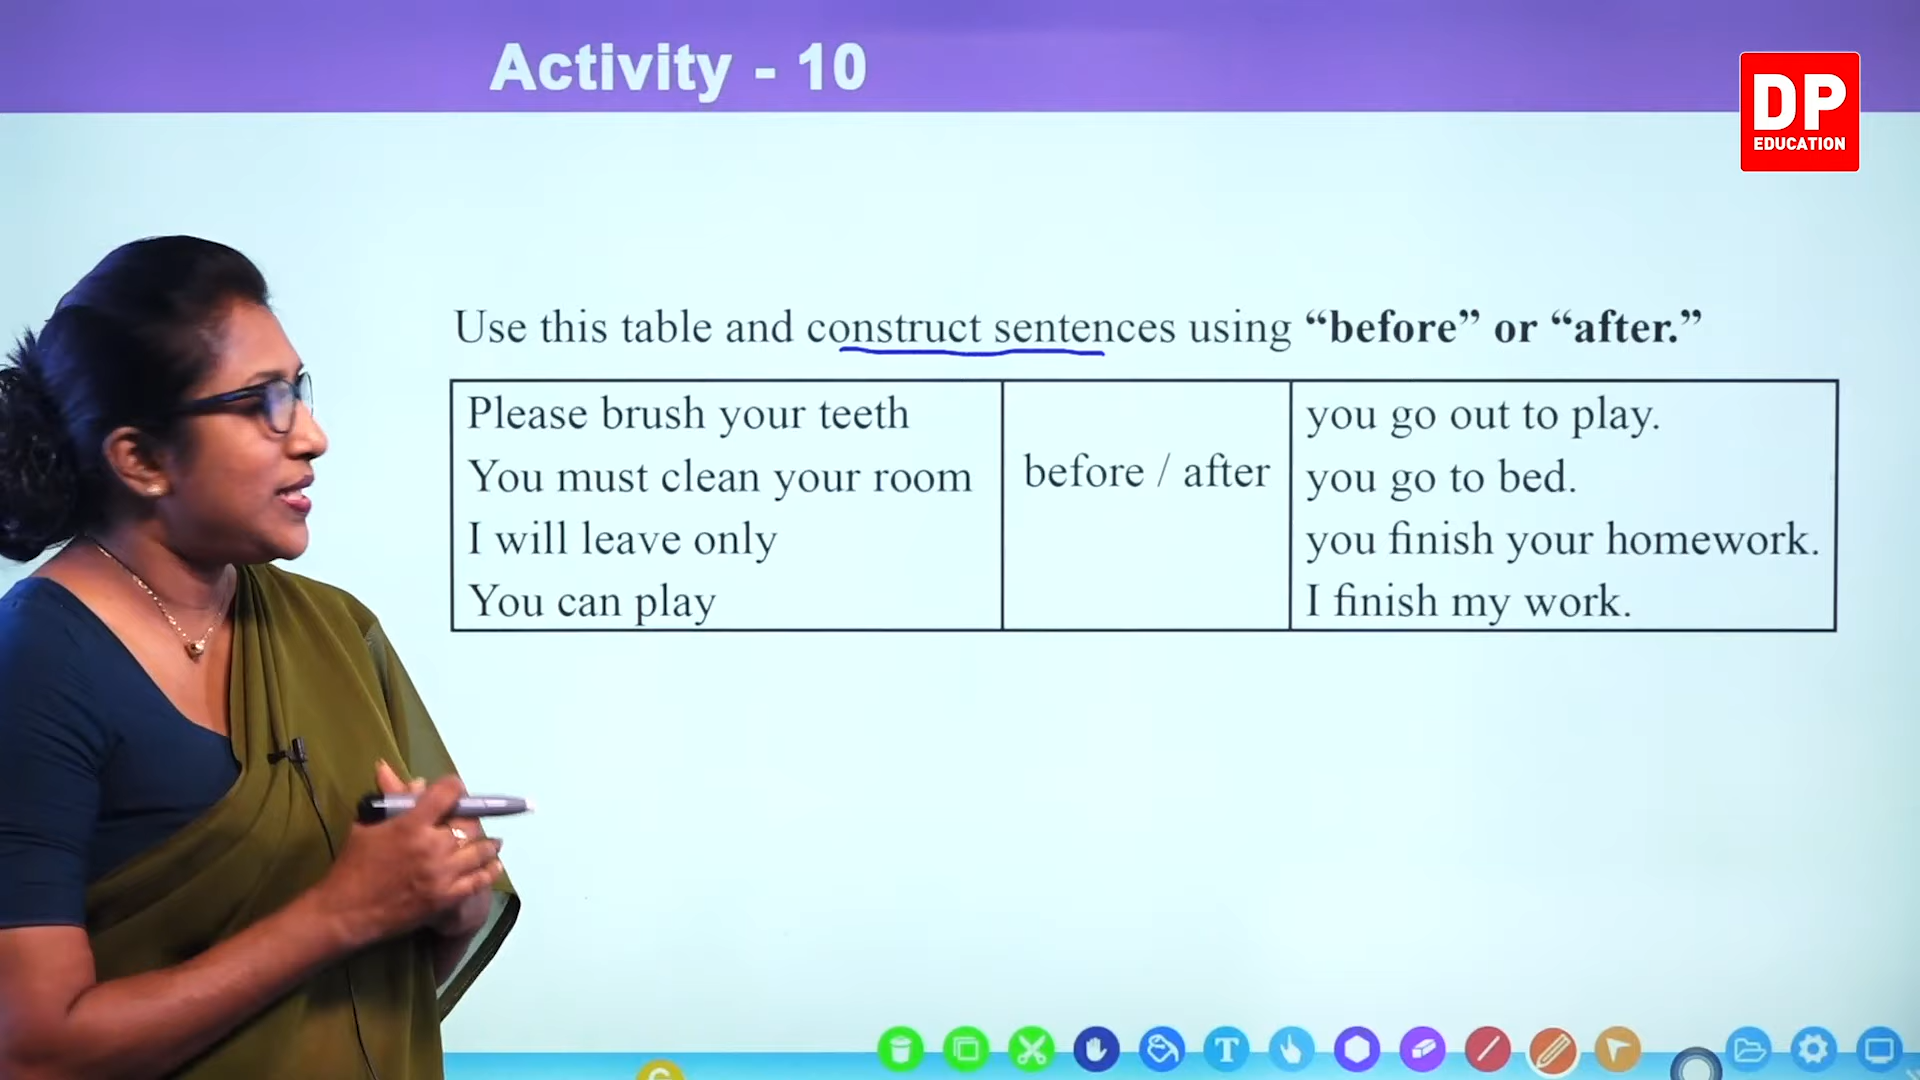 Activity - 10
DP
EDUCATION
Use this table and construct sentences using “before” or “after.”
Please brush your teeth
You must clean your room
I will leave only
You can play
before / after
you go out to play.
you go to bed.
you finish your homework.
I finish my work.
T